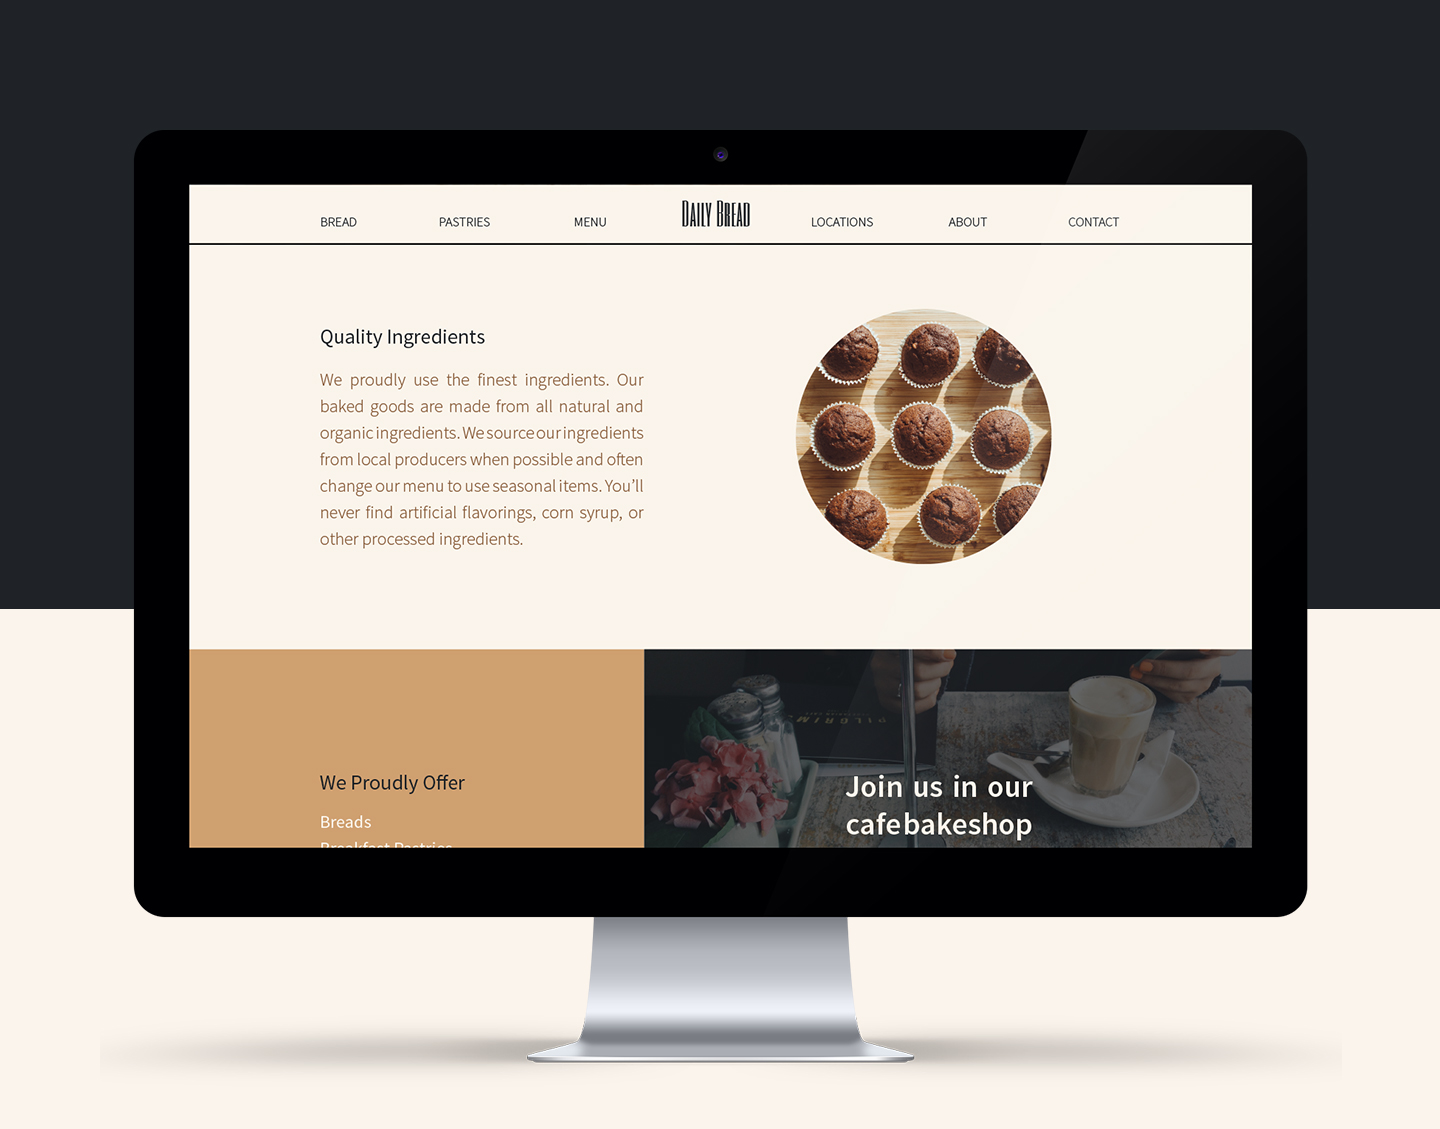 BREAD PASTRIES MENU DAILY BREAD LOCATIONS ABOUT CONTACT
Quality Ingredients
We proudly use the finest ingredients. Our
baked goods are made from all natural and
organic ingredients. We source our ingredients
from local producers when possible and often
change our menu to use seasonal items. You’ll
never find artificial flavorings, corn syrup, or
other processed ingredients.
We Proudly Offer
Breads
Breakfast Pastries
PILGRIM
Join us in our
cafe bakeshop